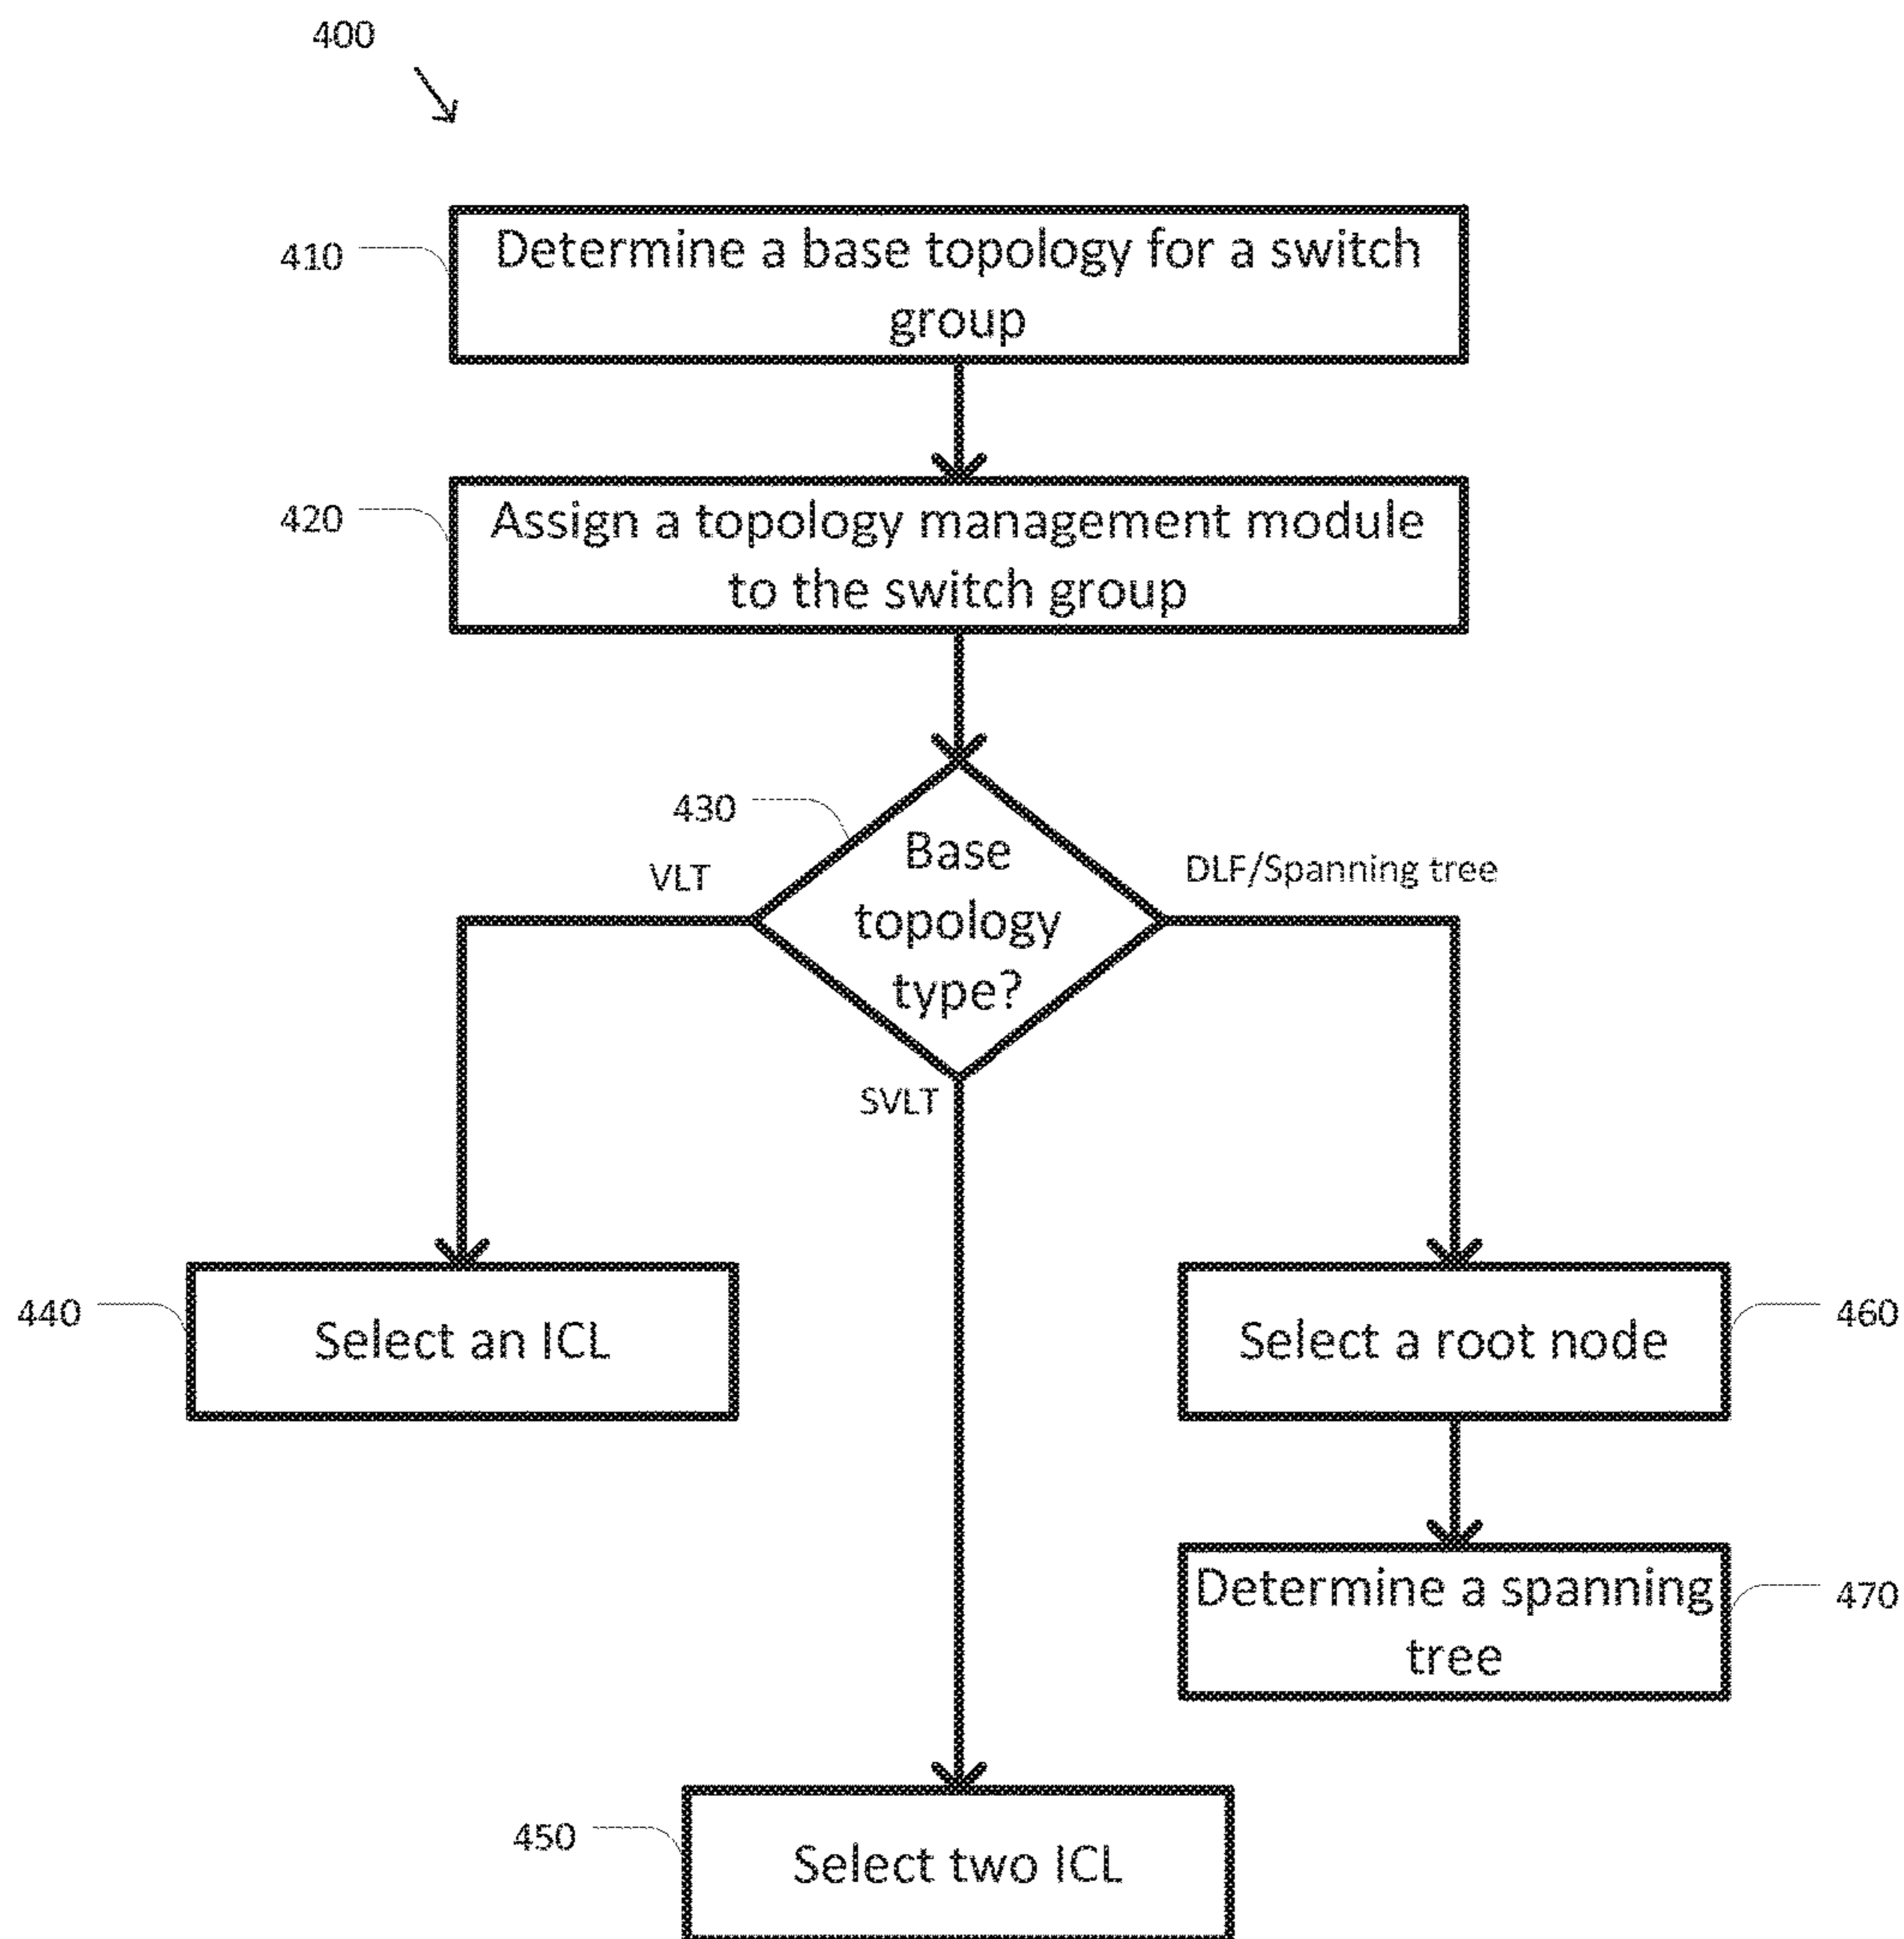 400
410
Determine a base topology for a switch
group
420
Assign a topology management module
to the switch group
430
Base
topology
type?
VLT
DLF/Spanning tree
SVLT
440
Select an ICL
Select a root node
460
Determine a spanning
tree
470
450
Select two ICL